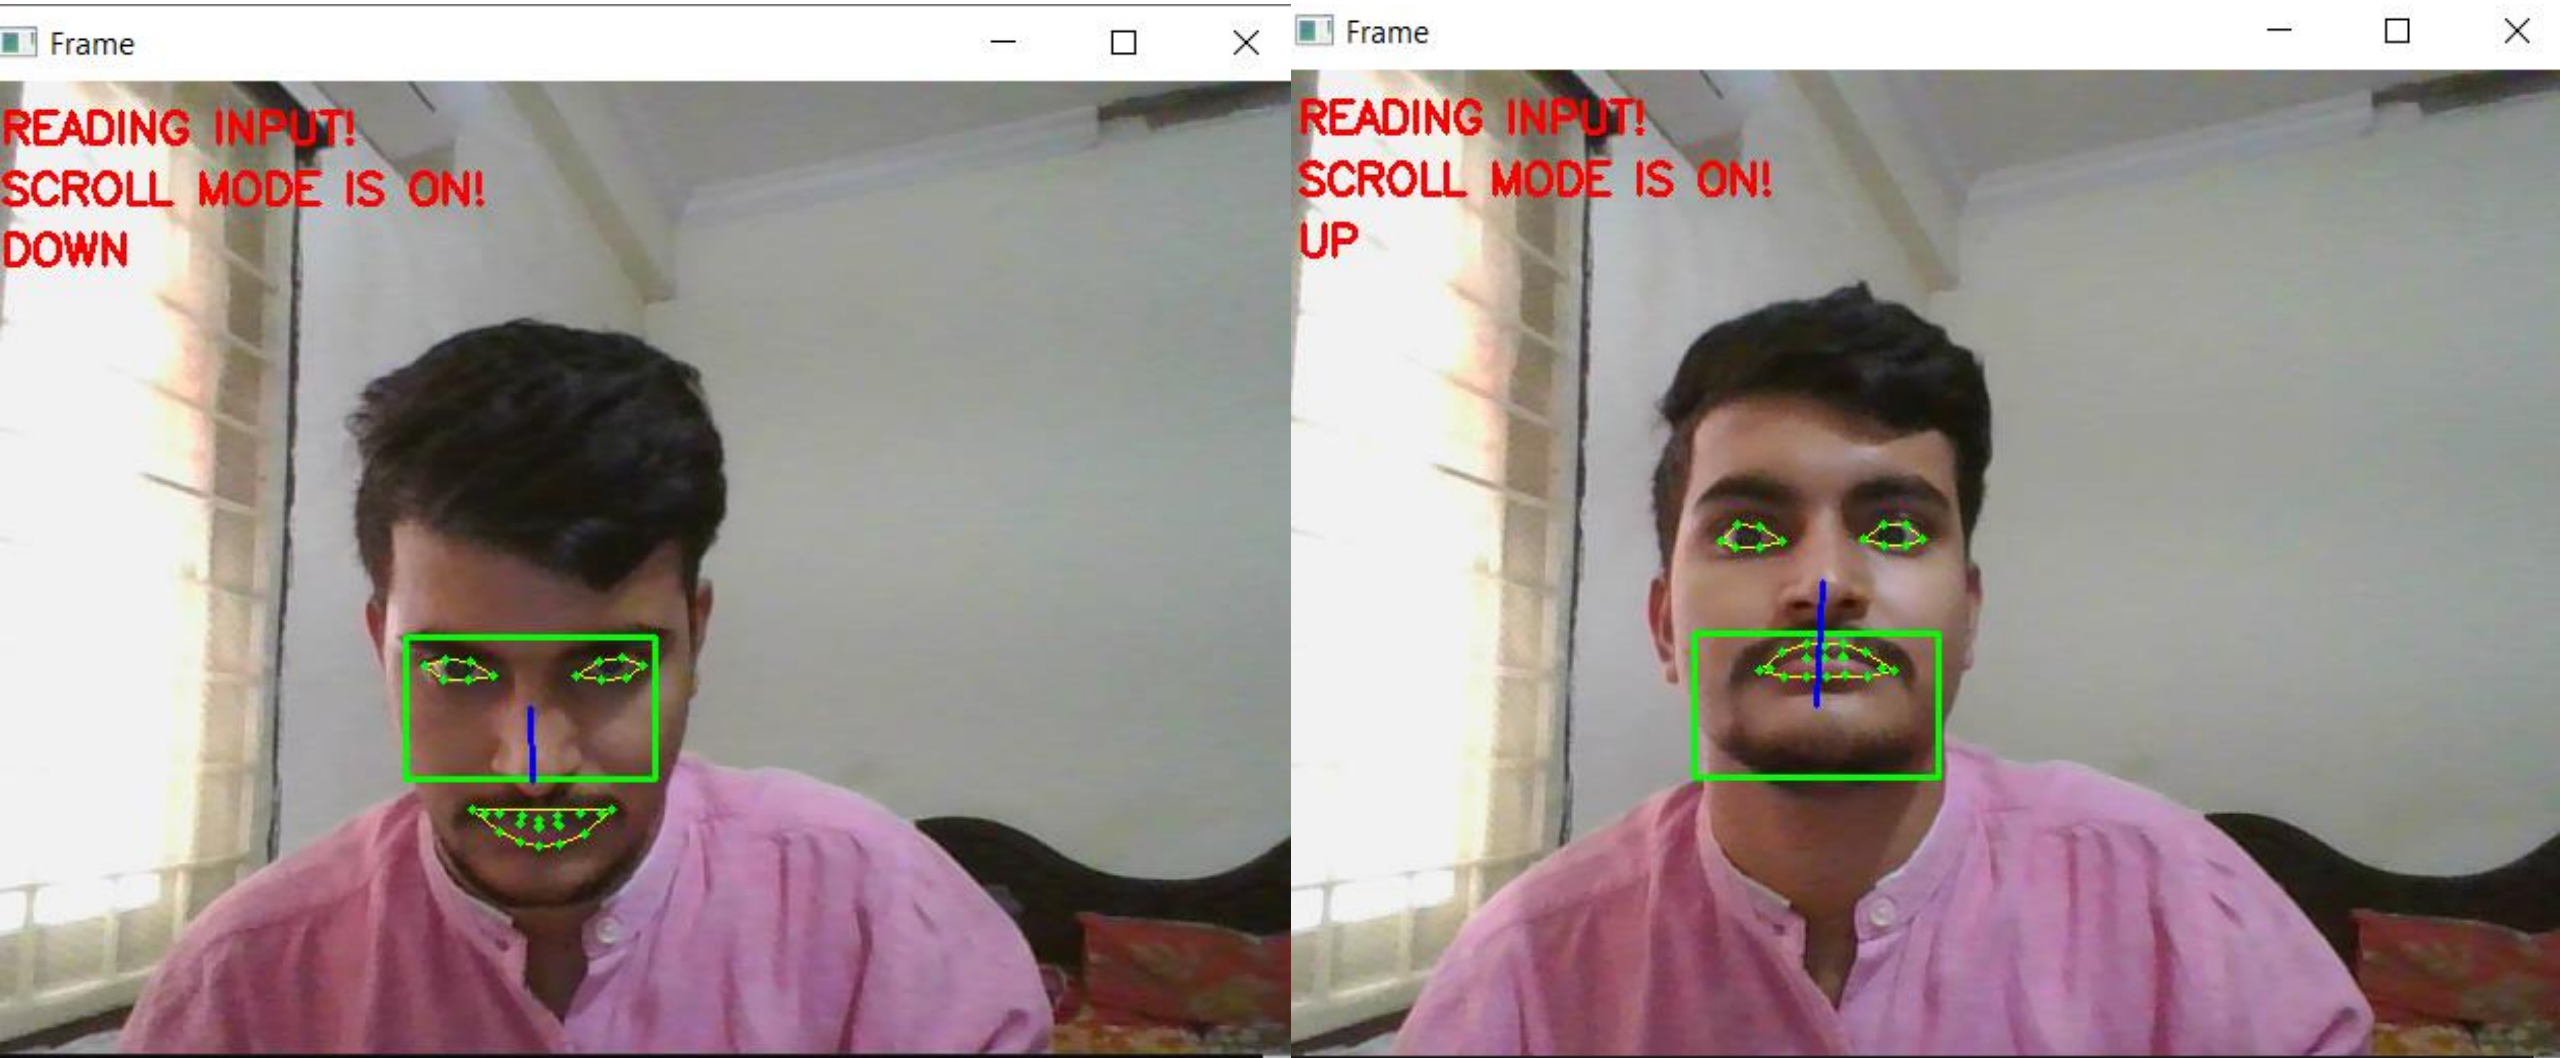 Frame
READING INPUT!
SCROLL MODE IS ON!
DOWN
Frame
READING INPUT!
SCROLL MODE IS ON!
UP